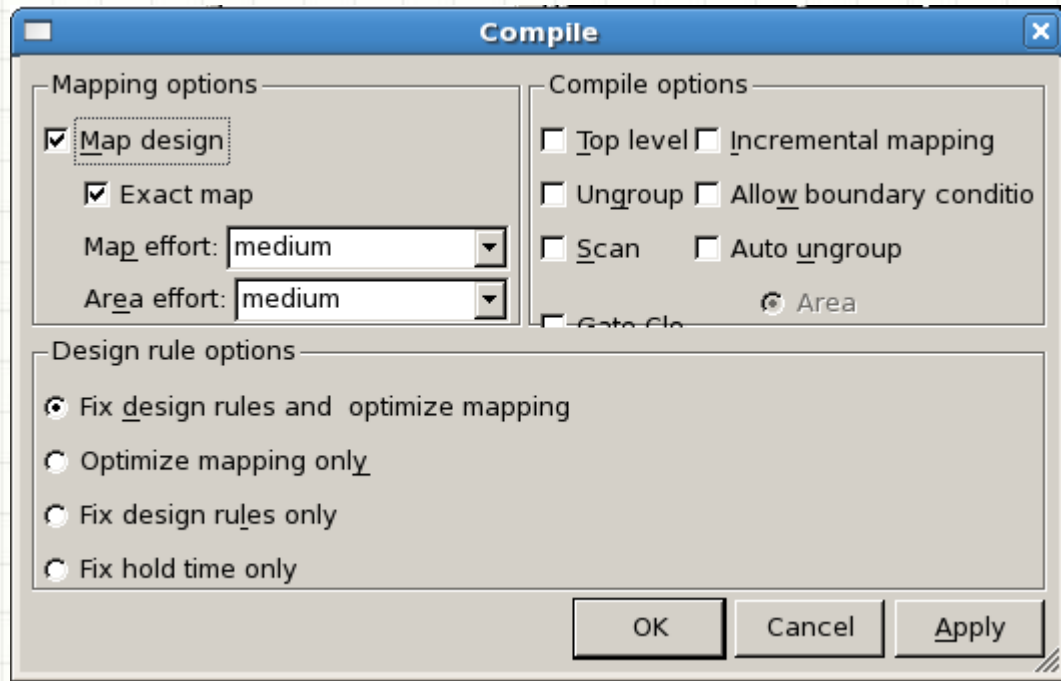 Compile
Mapping options
Map design
Exact map
Map effort: medium
Area effort: medium
Compile options
Top level Incremental mapping
Ungroup Allow boundary conditio
Scan Auto ungroup
Area
Design rule options
Fix design rules and optimize mapping
Optimize mapping only
Fix design rules only
Fix hold time only
OK Cancel Apply